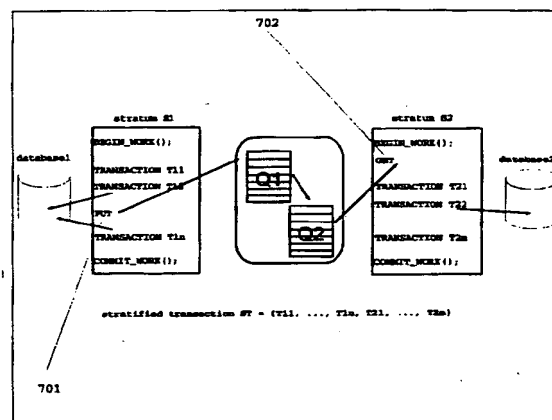 702
stratum S1
stratum S2
database1
BEGIN_WORK();
TRANSACTION T11
TRANSACTION T12
PUT
TRANSACTION T1n
COMMIT_WORK();
Q1
Q2
BEGIN_WORK();
GET
TRANSACTION T21
TRANSACTION T22
TRANSACTION T2m
COMMIT_WORK();
stratified transaction ST = (T11, ..., T1n, T21, ..., T2m)
701